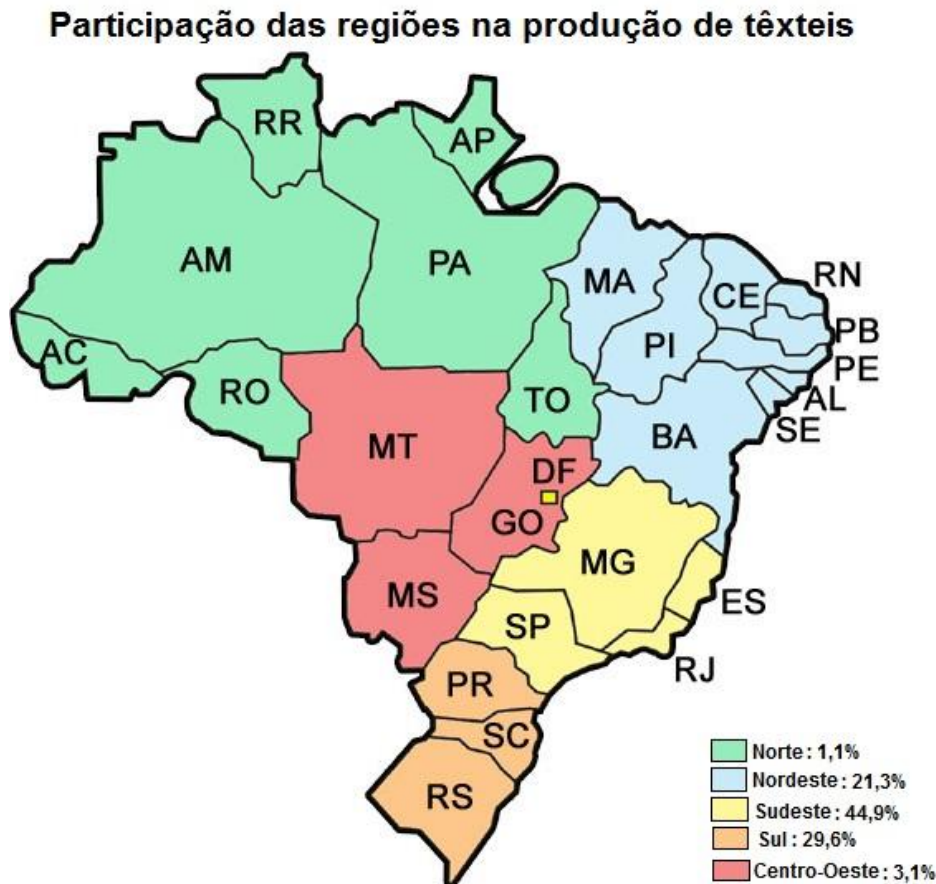 Participação das regiões na produção de têxteis
RR
AP
AM
PA
MA
CE
RN
PI
PB
PE
AC
RO
TO
AL
SE
BA
MT
DF
GO
MG
MS
ES
SP
RJ
PR
SC
RS
Norte : 1,1%
Nordeste : 21,3%
Sudeste : 44,9%
Sul : 29,6%
Centro-Oeste : 3,1%